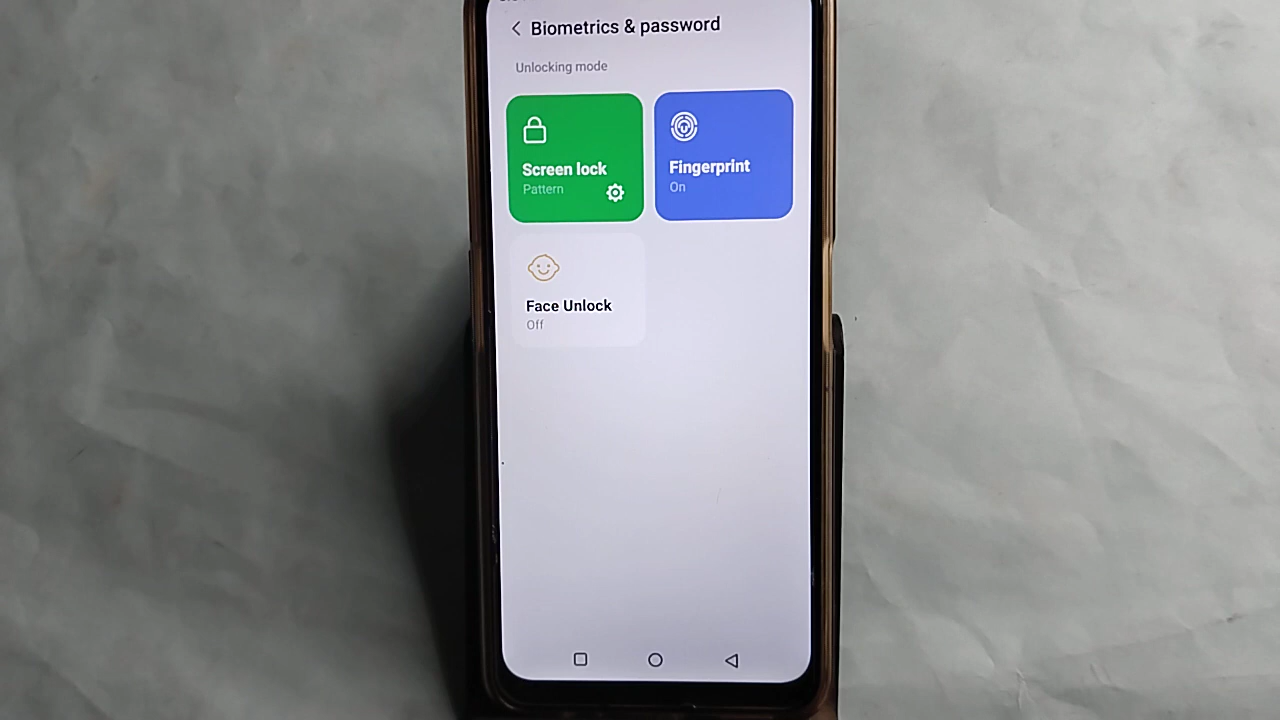 Biometrics & password
Unlocking mode
Screen lock
Pattern
Fingerprint
On
Face Unlock
Off